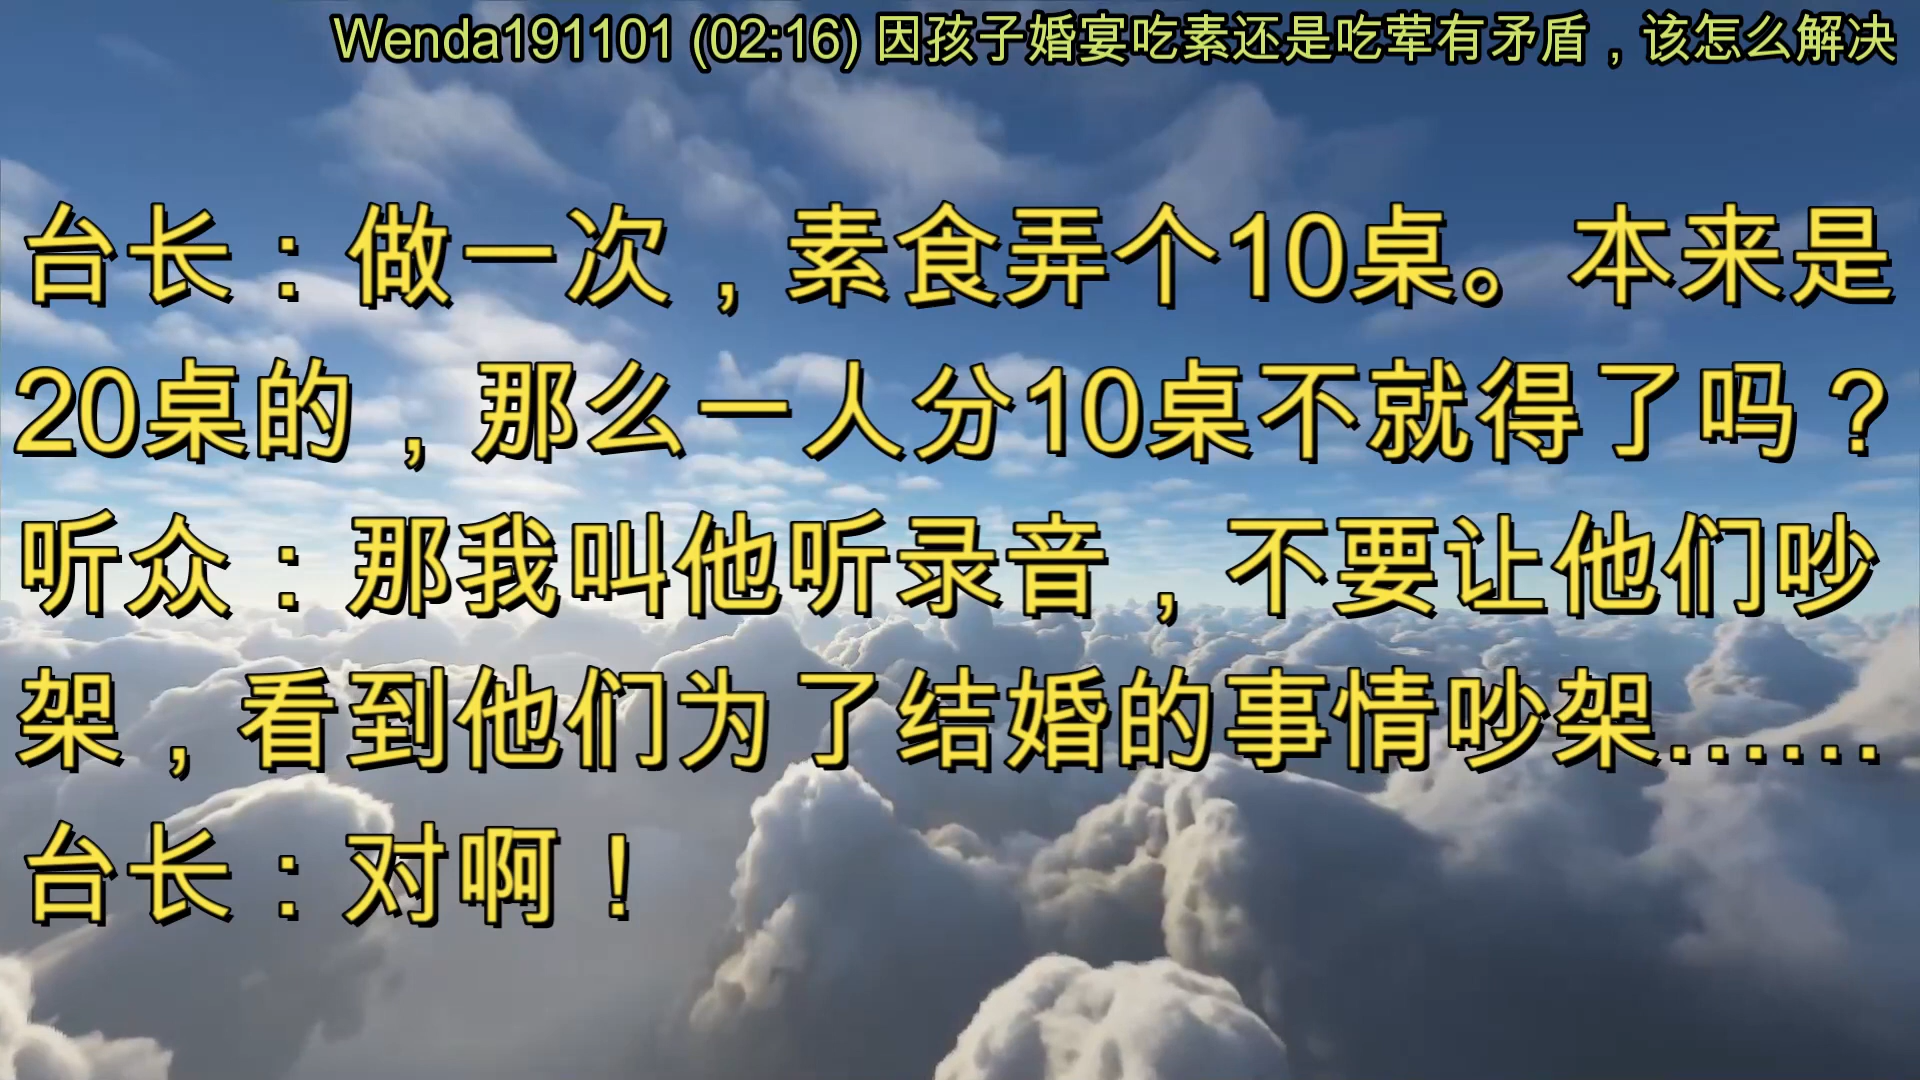 Wenda191101 (02:16) 因孩子婚宴吃素还是吃荤有矛盾，该怎么解决
台长：做一次，素食弄个10桌。本来是
20桌的，那么一人分10桌不就得了吗？
听众：那我叫他听录音，不要让他们吵
架，看到他们为了结婚的事情吵架……
台长：对啊！